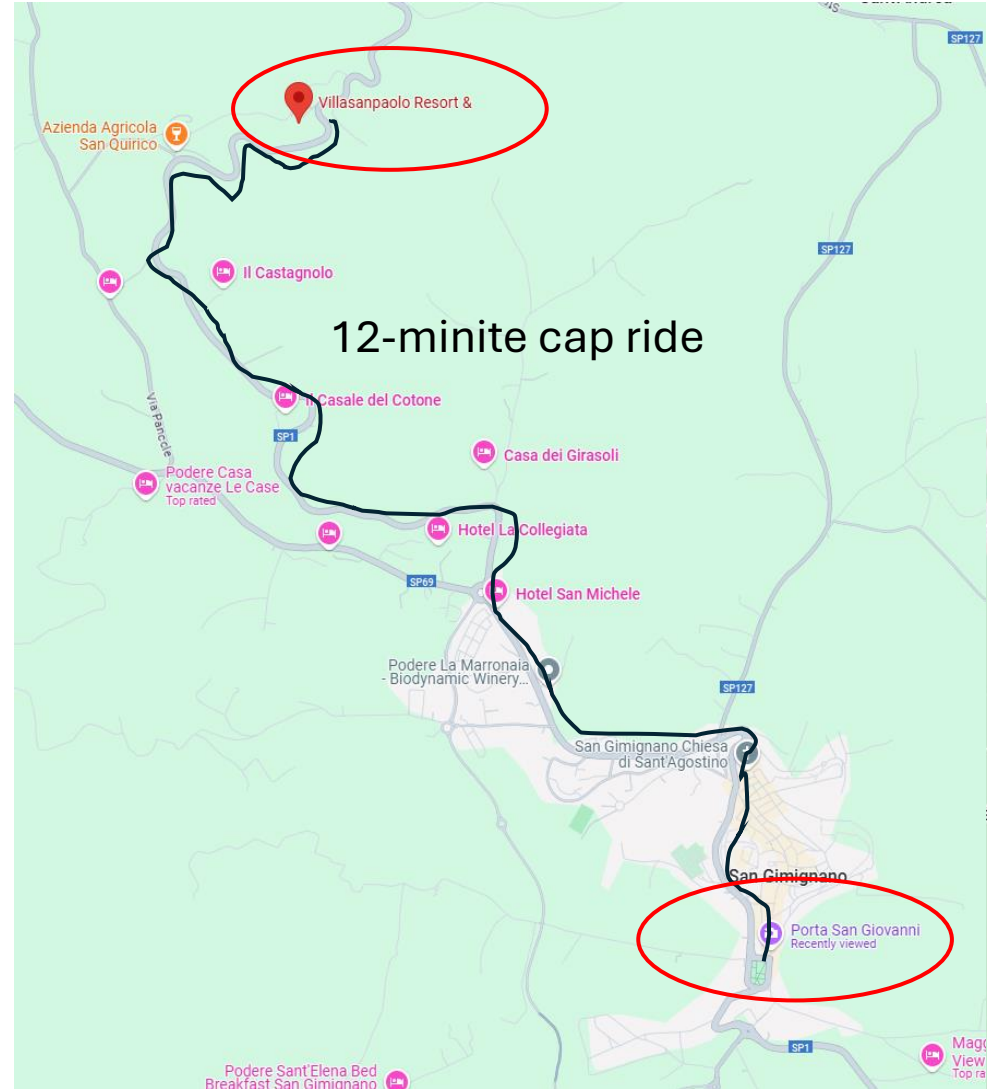 SP127
Villasanpaolo Resort &
Azienda Agricola
San Quirico
SP127
Il Castagnolo
12-minite cap ride
Il Casale del Cotone
Via Pancole
SP1
Casa dei Girasoli
Podere Casa
vacanze Le Case
Top rated
Hotel La Collegiata
SP69
Hotel San Michele
Podere La Marronaia
- Biodynamic Winery...
SP127
San Gimignano Chiesa
di Sant'Agostino
San Gimignano
Porta San Giovanni
Recently viewed
SP1
View
Podere Sant'Elena Bed
Breakfast San Gimignano